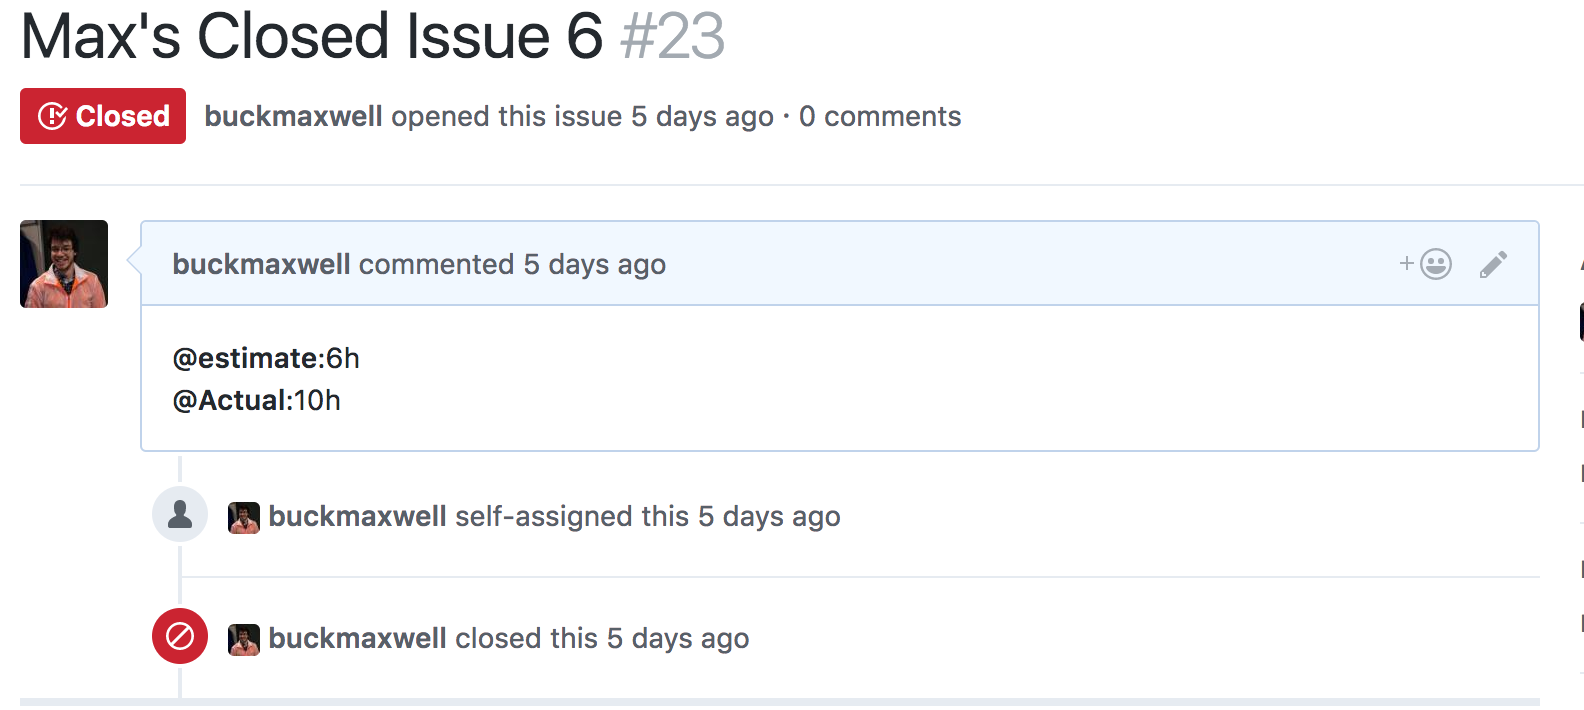 Max's Closed Issue 6 #23
Closed buckmaxwell opened this issue 5 days ago · 0 comments
buckmaxwell commented 5 days ago
@estimate:6h
@Actual:10h
buckmaxwell self-assigned this 5 days ago
buckmaxwell closed this 5 days ago